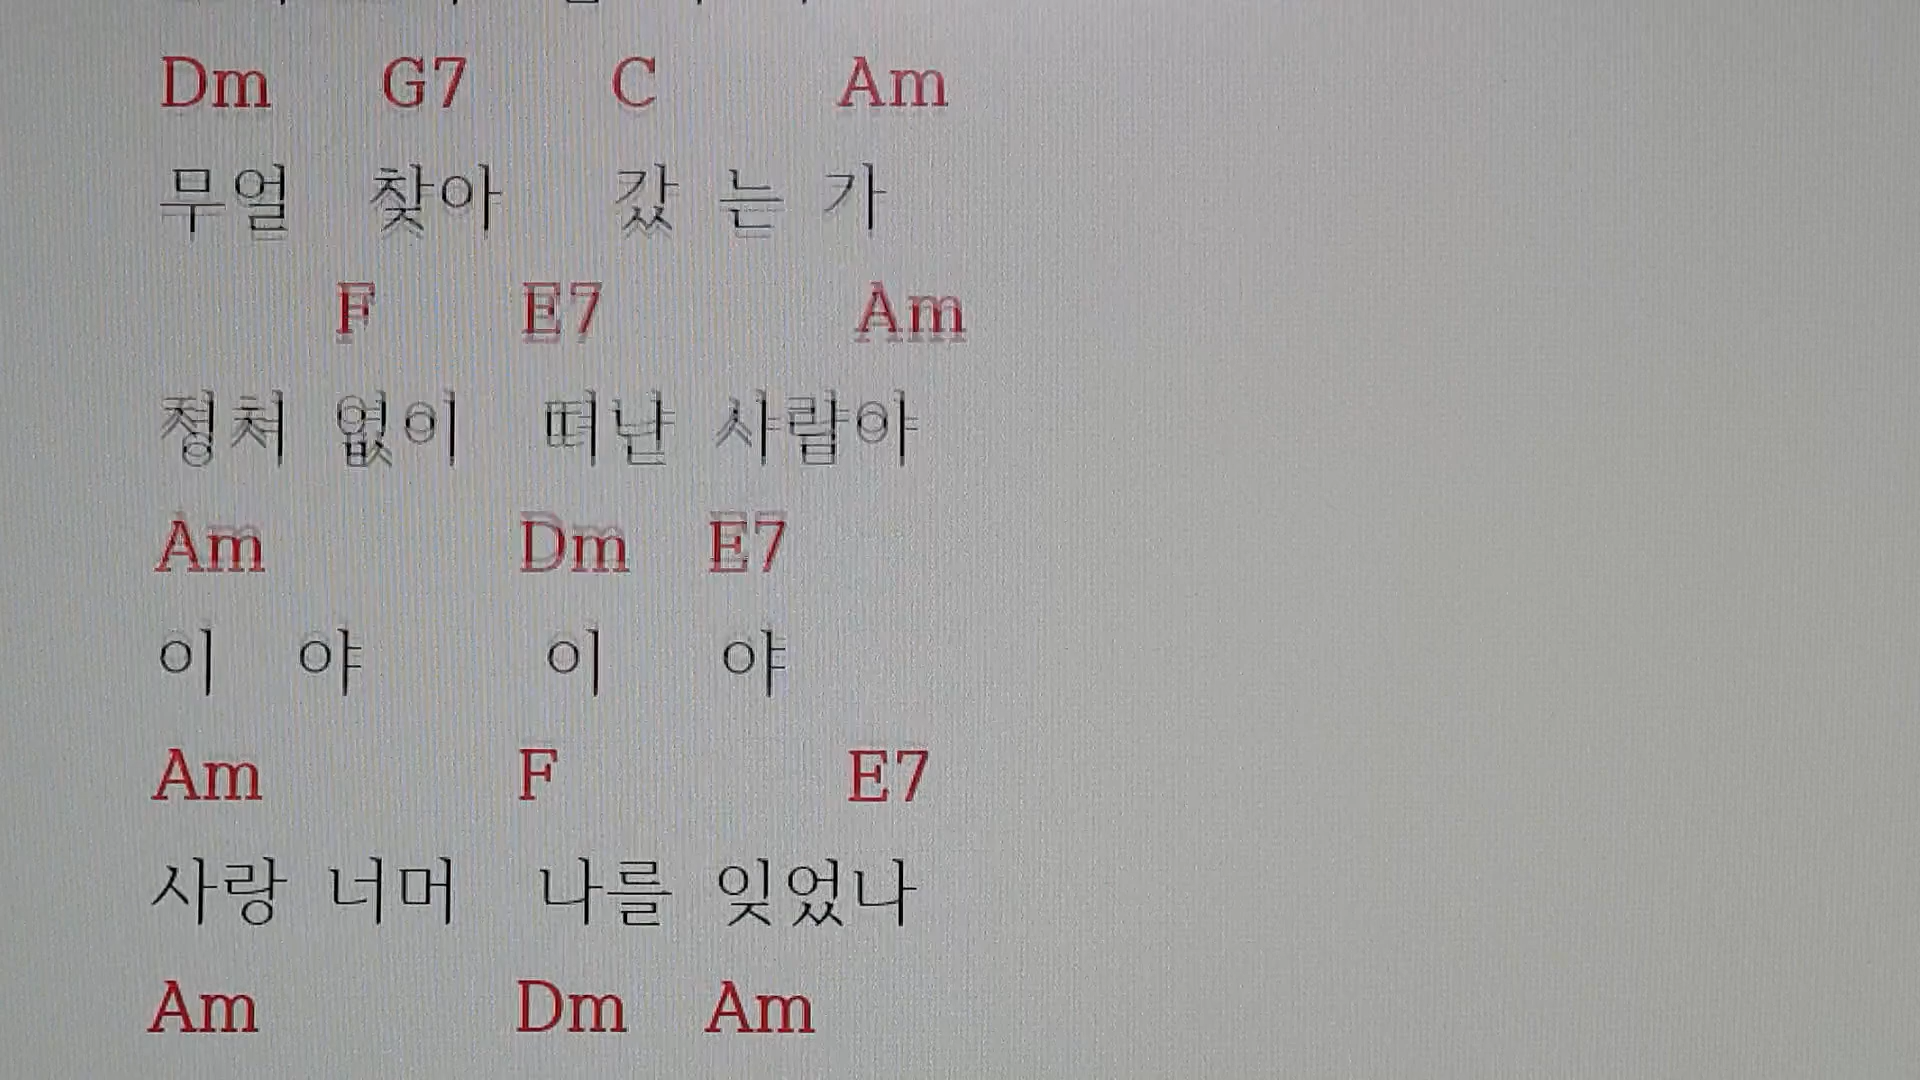 Dm G7 C Am
무얼 찾아 갔 는 가
F E7 Am
정처 없이 떠난 사람아
Am Dm E7
이 야 이 야
Am F E7
사랑 너머 나를 잊었나
Am Dm Am